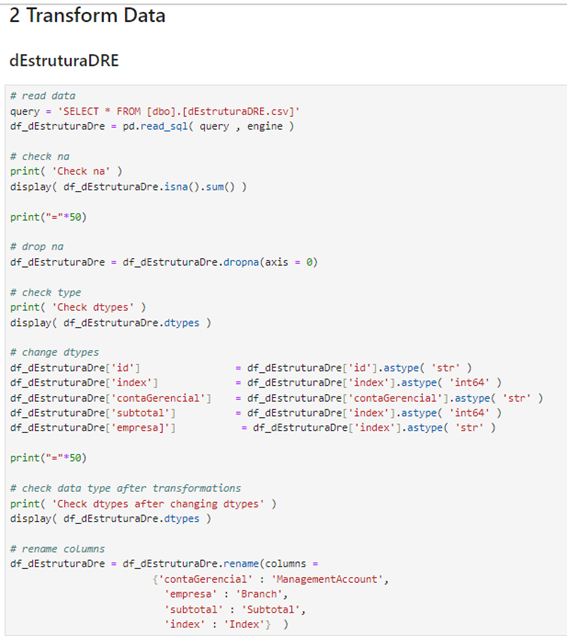 2 Transform Data
dEstruturaDRE
# read data
query = 'SELECT * FROM [dbo].[dEstruturaDRE.csv]'
df_dEstruturaDre = pd.read_sql( query , engine )
# check na
print( 'Check na' )
display( df_dEstruturaDre.isna().sum() )
print("="*50)
# drop na
df_dEstruturaDre = df_dEstruturaDre.dropna(axis = 0)
# check type
print( 'Check dtypes' )
display( df_dEstruturaDre.dtypes )
# change dtypes
df_dEstruturaDre['id'] = df_dEstruturaDre['id'].astype( 'str' )
df_dEstruturaDre['index'] = df_dEstruturaDre['index'].astype( 'int64' )
df_dEstruturaDre['contaGerencial'] = df_dEstruturaDre['contaGerencial'].astype( 'str' )
df_dEstruturaDre['subtotal'] = df_dEstruturaDre['index'].astype( 'int64' )
df_dEstruturaDre['empresa]'] = df_dEstruturaDre['index'].astype( 'str' )
print("="*50)
# check data type after transformations
print( 'Check dtypes after changing dtypes' )
display( df_dEstruturaDre.dtypes )
# rename columns
df_dEstruturaDre = df_dEstruturaDre.rename(columns =
{'contaGerencial' : 'ManagementAccount',
'empresa' : 'Branch',
'subtotal' : 'Subtotal',
'index' : 'Index'} )